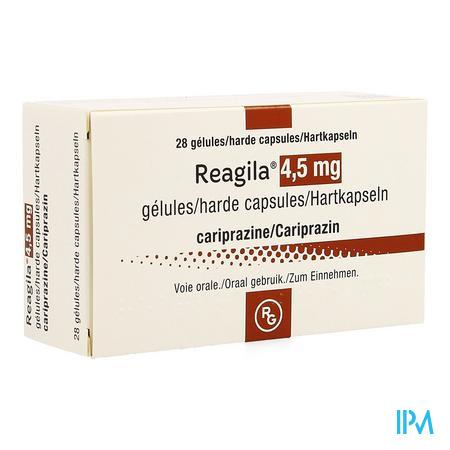 28 gélules/harde capsules/Hartkapseln
Reagila® 4,5 mg
gélules/harde capsules/Hartkapseln
cariprazine/Cariprazin
Voie orale./Oraal gebruik./Zum Einnehmen.
RG
Reagila® 4,5 mg
gélules/harde capsules/Hartkapseln
cariprazine/Cariprazin
28 gélules/harde capsules/Hartkapseln
IPM